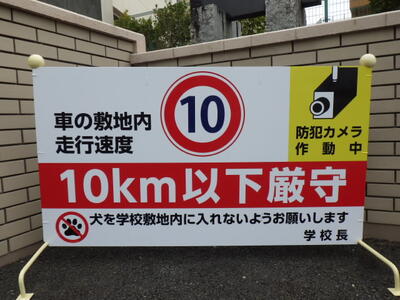 車の敷地内
走行速度
10
防犯カメラ
作動中
10km以下厳守
犬を学校敷地内に入れないようお願いします
学校長